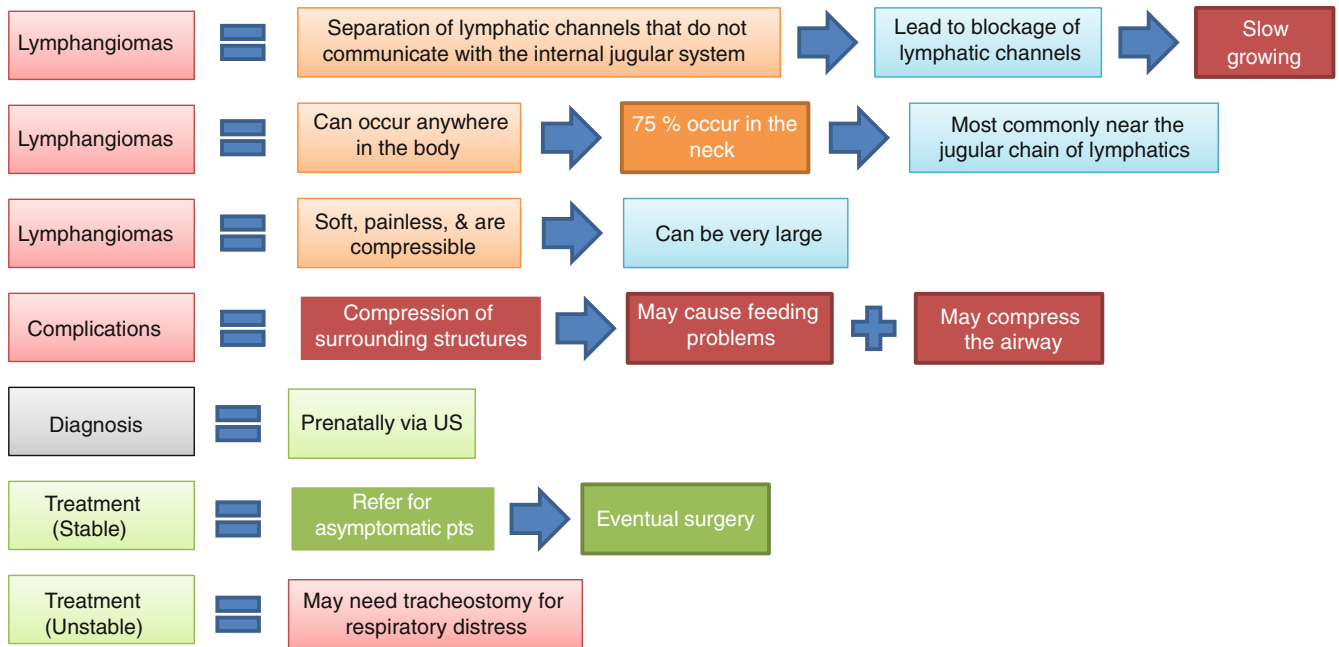 Lymphangiomas
Separation of lymphatic channels that do not
communicate with the internal jugular system
Lead to blockage of
lymphatic channels
Slow
growing
Lymphangiomas
Can occur anywhere
in the body
75 % occur in the
neck
Most commonly near the
jugular chain of lymphatics
Lymphangiomas
Soft, painless, & are
compressible
Can be very large
Complications
Compression of
surrounding structures
May cause feeding
problems
May compress
the airway
Diagnosis
Prenatally via US
Treatment
(Stable)
Refer for
asymptomatic pts
Eventual surgery
Treatment
(Unstable)
May need tracheostomy for
respiratory distress